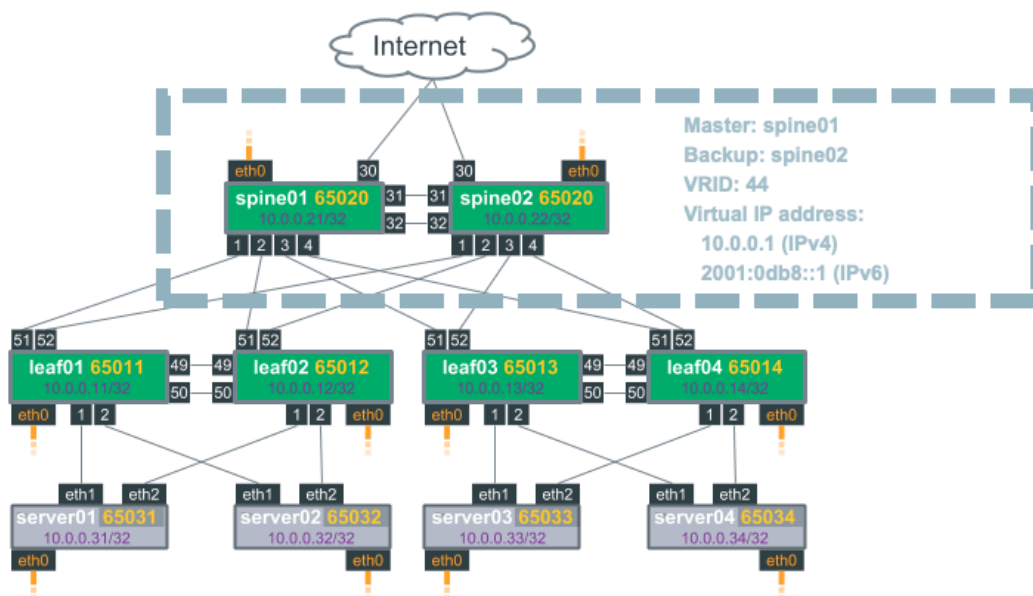 Internet
Master: spine01
Backup: spine02
VRID: 44
Virtual IP address:
10.0.0.1 (IPv4)
2001:0db8::1 (IPv6)
eth0 30 30 eth0
spine01 65020 31 31 spine02 65020
10.0.0.21/32 32 32 10.0.0.22/32
1 2 3 4 1 2 3 4
51 52 51 52 51 52 51 52
leaf01 65011 49 49 leaf02 65012 leaf03 65013 49 49 leaf04 65014
10.0.0.11/32 50 50 10.0.0.12/32 10.0.0.13/32 50 50 10.0.0.14/32
eth0 1 2 1 2 eth0 eth0 1 2 1 2 eth0
eth1 eth2 eth1 eth2 eth1 eth2 eth1 eth2
server01 65031 server02 65032 server03 65033 server04 65034
10.0.0.31/32 10.0.0.32/32 10.0.0.33/32 10.0.0.34/32
eth0 eth0 eth0 eth0